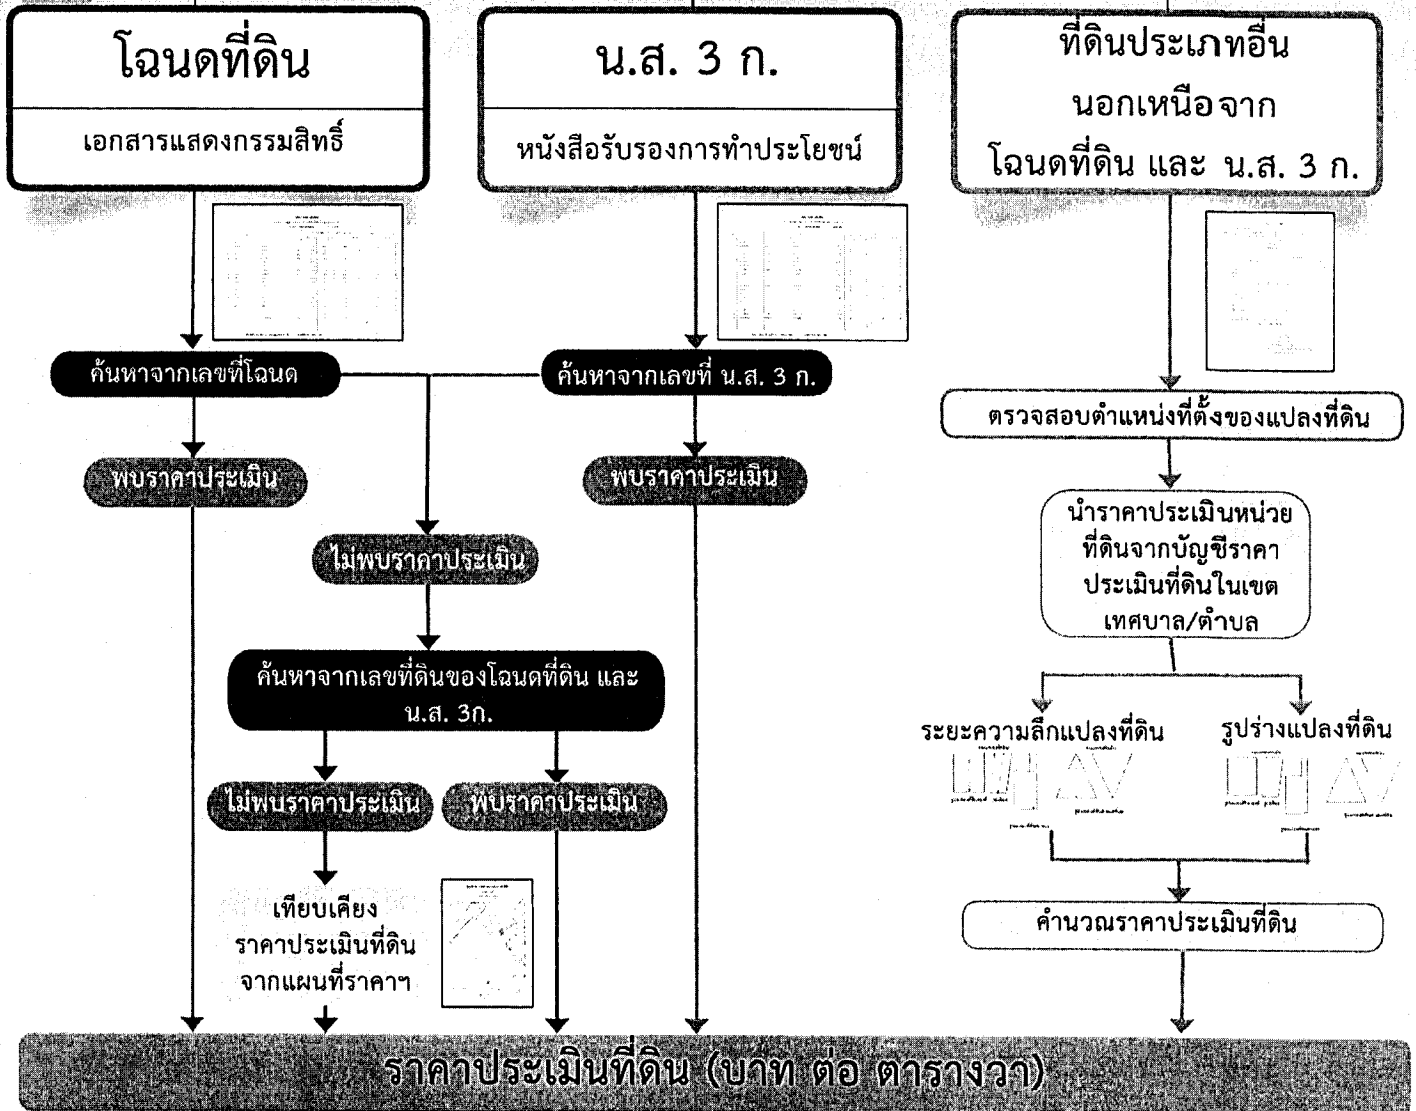 โฉนดที่ดิน
เอกสารแสดงกรรมสิทธิ์
น.ส. 3 ก.
หนังสือรับรองการทำประโยชน์
ที่ดินประเภทอื่น
นอกเหนือจาก
โฉนดที่ดิน และ น.ส. 3 ก.
ค้นหาจากเลขที่โฉนด
ค้นหาจากเลขที่ น.ส. 3 ก.
ตรวจสอบตำแหน่งที่ตั้งของแปลงที่ดิน
พบราคาประเมิน
พบราคาประเมิน
ไม่พบราคาประเมิน
นำราคาประเมินหน่วย
ที่ดินจากบัญชีราคา
ประเมินที่ดินในเขต
เทศบาล/ตำบล
ค้นหาจากเลขที่ดินของโฉนดที่ดิน และ
น.ส. 3ก.
ระยะความลึกแปลงที่ดิน
รูปร่างแปลงที่ดิน
ไม่พบราคาประเมิน
พบราคาประเมิน
เทียบเคียง
ราคาประเมินที่ดิน
จากแผนที่ราคาฯ
คำนวณราคาประเมินที่ดิน
ราคาประเมินที่ดิน (บาท ต่อ ตารางวา)